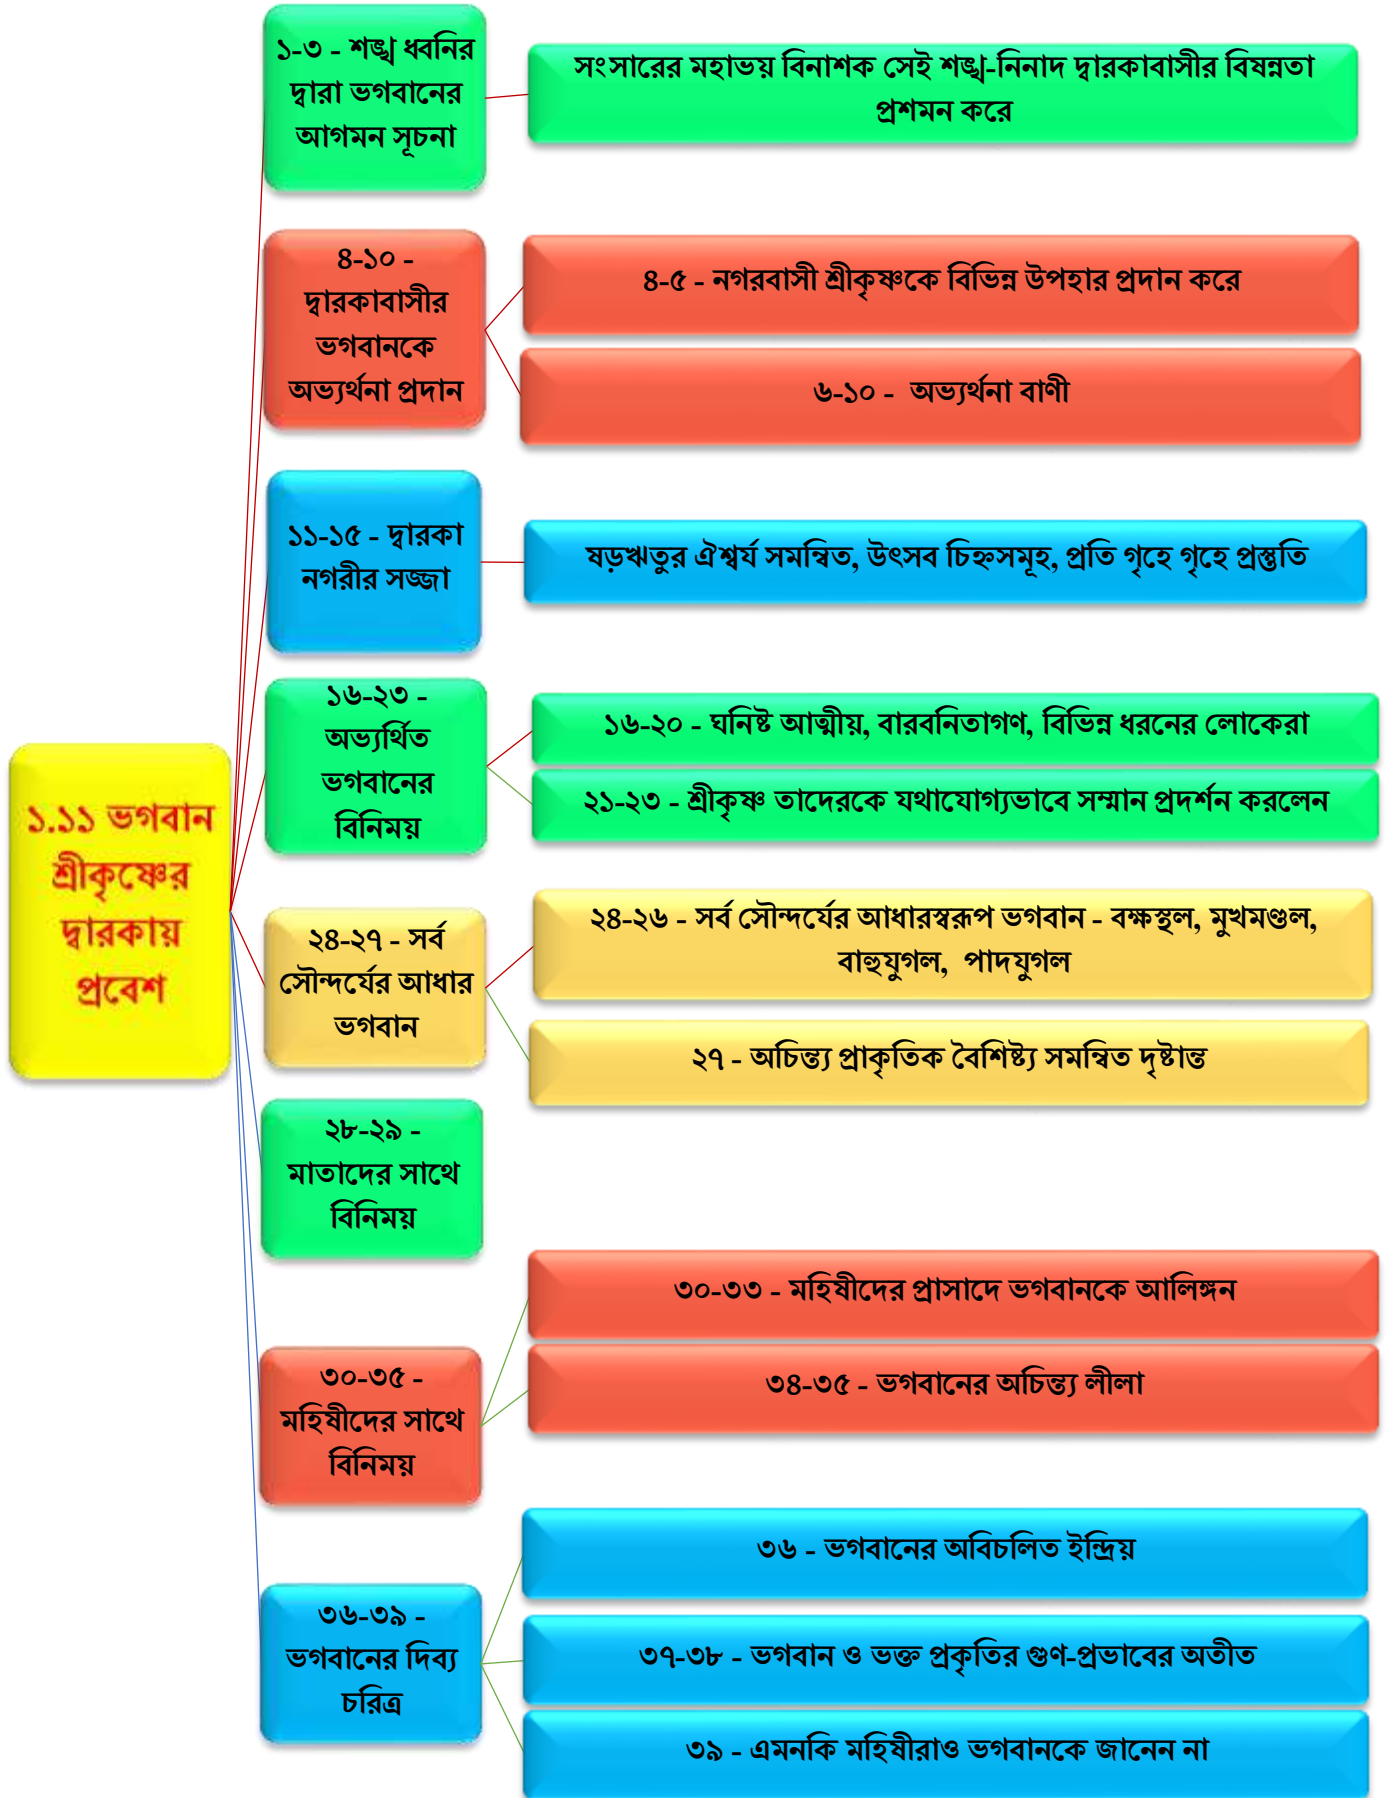 ১.১১ ভগবান
শ্রীকৃষ্ণের
দ্বারকায়
প্রবেশ
১-৩ - শঙ্খ ধ্বনির
দ্বারা ভগবানের
আগমন সূচনা
সংসারের মহাভয় বিনাশক সেই শঙ্খ-নিনাদ দ্বারকাবাসীর বিষন্নতা
প্রশমন করে
৪-১০ -
দ্বারকাবাসীর
ভগবানকে
অভ্যর্থনা প্রদান
৪-৫ - নগরবাসী শ্রীকৃষ্ণকে বিভিন্ন উপহার প্রদান করে
৬-১০ - অভ্যর্থনা বাণী
১১-১৫ - দ্বারকা
নগরীর সজ্জা
ষড়ঋতুর ঐশ্বর্য সমন্বিত, উৎসব চিহ্নসমূহ, প্রতি গৃহে গৃহে প্রস্তুতি
১৬-২৩ -
অভ্যর্থিত
ভগবানের
বিনিময়
১৬-২০ - ঘনিষ্ট আত্মীয়, বারবনিতাগণ, বিভিন্ন ধরনের লোকেরা
২১-২৩ - শ্রীকৃষ্ণ তাদেরকে যথাযোগ্যভাবে সম্মান প্রদর্শন করলেন
২৪-২৭ - সর্ব
সৌন্দর্যের আধার
ভগবান
২৪-২৬ - সর্ব সৌন্দর্যের আধারস্বরূপ ভগবান - বক্ষস্থল, মুখমণ্ডল,
বাহুযুগল, পাদযুগল
২৭ - অচিন্ত্য প্রাকৃতিক বৈশিষ্ট্য সমন্বিত দৃষ্টান্ত
২৮-২৯ -
মাতাদের সাথে
বিনিময়
৩০-৩৫ -
মহিষীদের সাথে
বিনিময়
৩০-৩৩ - মহিষীদের প্রাসাদে ভগবানকে আলিঙ্গন
৩৪-৩৫ - ভগবানের অচিন্ত্য লীলা
৩৬-৩৯ -
ভগবানের দিব্য
চরিত্র
৩৬ - ভগবানের অবিচলিত ইন্দ্রিয়
৩৭-৩৮ - ভগবান ও ভক্ত প্রকৃতির গুণ-প্রভাবের অতীত
৩৯ - এমনকি মহিষীরাও ভগবানকে জানেন না